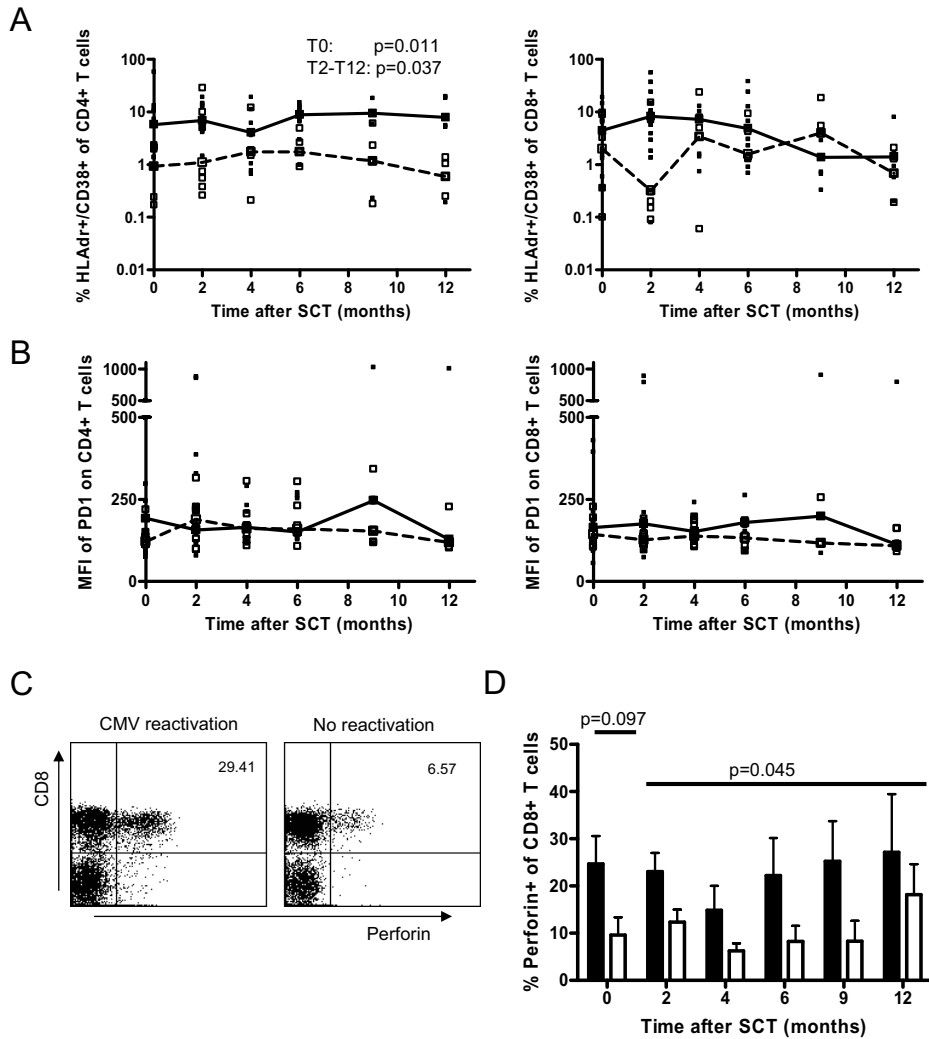 A
T0: p=0.011
T2-T12: p=0.037
% HLAdr+/CD38+ of CD4+ T cells
100
10
1
0.1
0.01
0 2 4 6 8 10 12
Time after SCT (months)
% HLAdr+/CD38+ of CD8+ T cells
100
10
1
0.1
0.01
0 2 4 6 8 10 12
Time after SCT (months)
B
MFI of PD1 on CD4+ T cells
1000
500
500
250
0
0 2 4 6 8 10 12
Time after SCT (months)
MFI of PD1 on CD8+ T cells
1000
500
500
250
0
0 2 4 6 8 10 12
Time after SCT (months)
C
CMV reactivation
No reactivation
CD8
29.41
6.57
Perforin
D
p=0.097
p=0.045
% Perforin+ of CD8+ T cells
50
40
30
20
10
0
0 2 4 6 9 12
Time after SCT (months)